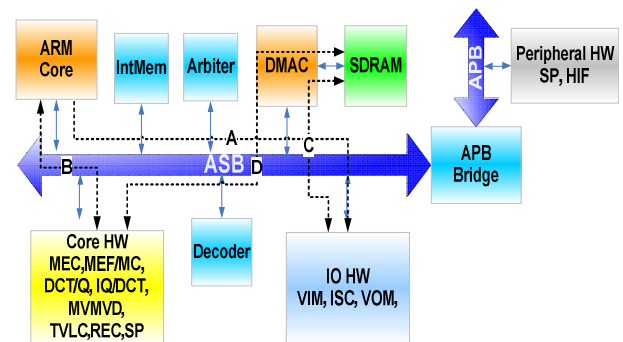 ARM
Core
IntMem
Arbiter
DMAC
SDRAM
APB
Peripheral HW
SP, HIF
A
B
ASB
D
C
APB
Bridge
Core HW
MEC,MEF/MC,
DCT/Q, IQ/DCT,
MVMVD,
TVLC,REC,SP
Decoder
IO HW
VIM, ISC, VOM,